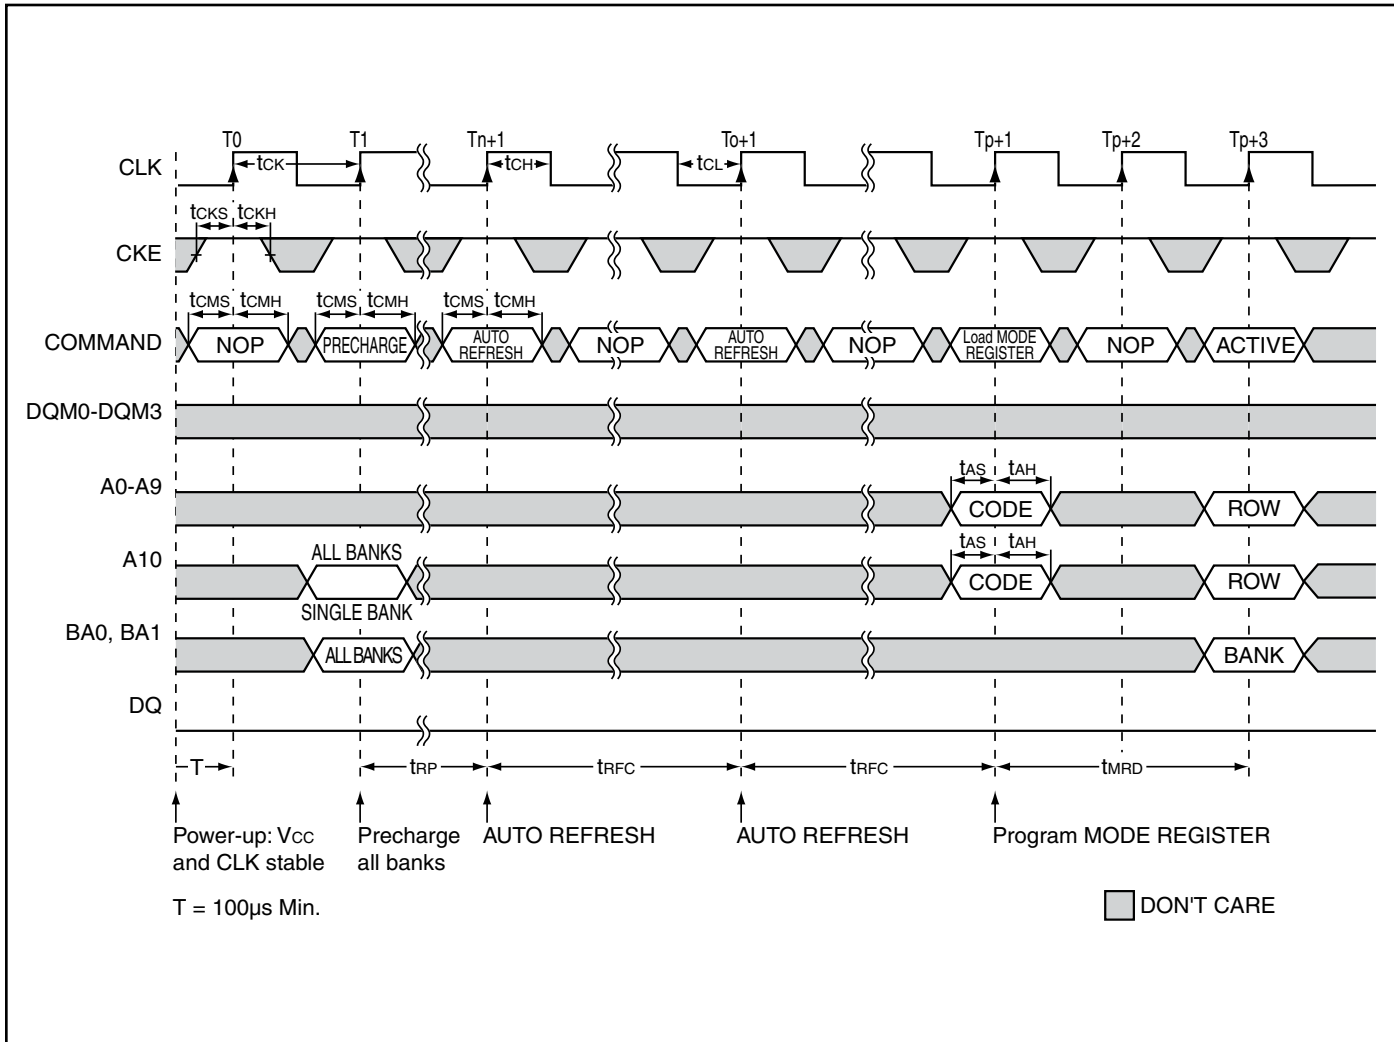 T0 T1 Tn+1 To+1 Tp+1 Tp+2 Tp+3
CLK tCK tCH tCL
tCKS tCKH
CKE
tCMS tCMH tCMS tCMH tCMS tCMH
COMMAND NOP PRECHARGE AUTO REFRESH NOP AUTO REFRESH NOP Load MODE REGISTER NOP ACTIVE
DQM0-DQM3
tAS tAH
A0-A9 CODE ROW
ALL BANKS tAS tAH
A10 CODE ROW
SINGLE BANK
BA0, BA1 ALL BANKS BANK
DQ
T tRP tRFC tRFC tMRD
Power-up: VCC and CLK stable
Precharge all banks
AUTO REFRESH
AUTO REFRESH
Program MODE REGISTER
T = 100µs Min.
DON'T CARE